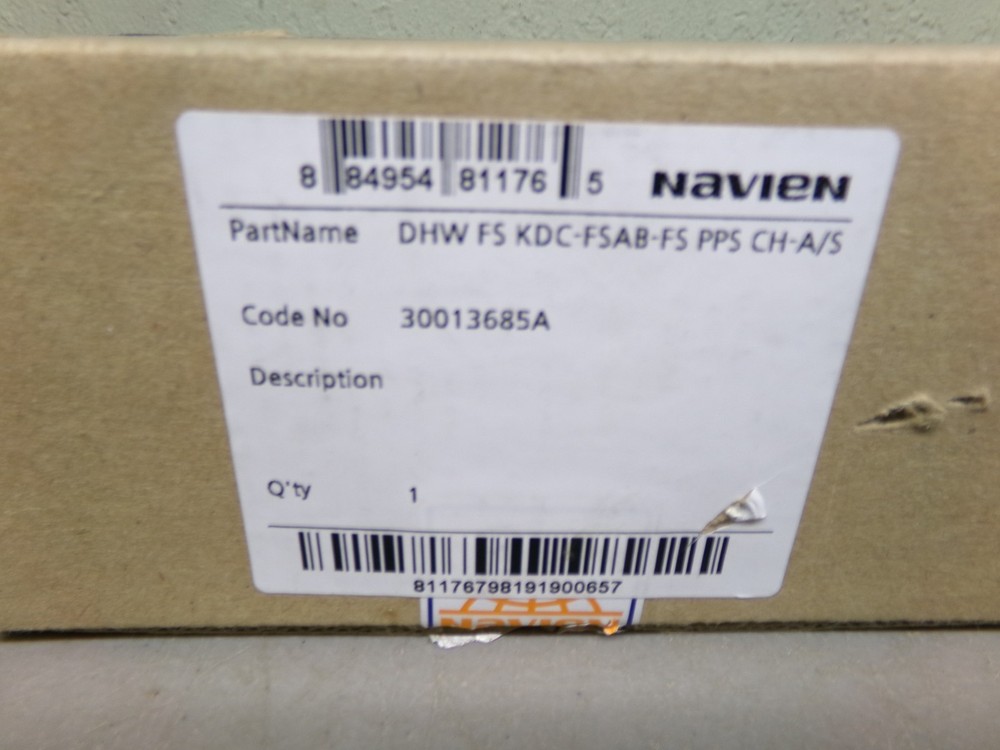 8 84954 81176 5
NAVIEN
PartName DHW FS KDC-FSAB-FS PPS CH-A/S
Code No 30013685A
Description
Q'ty 1
81176798191900657
NAVIEN